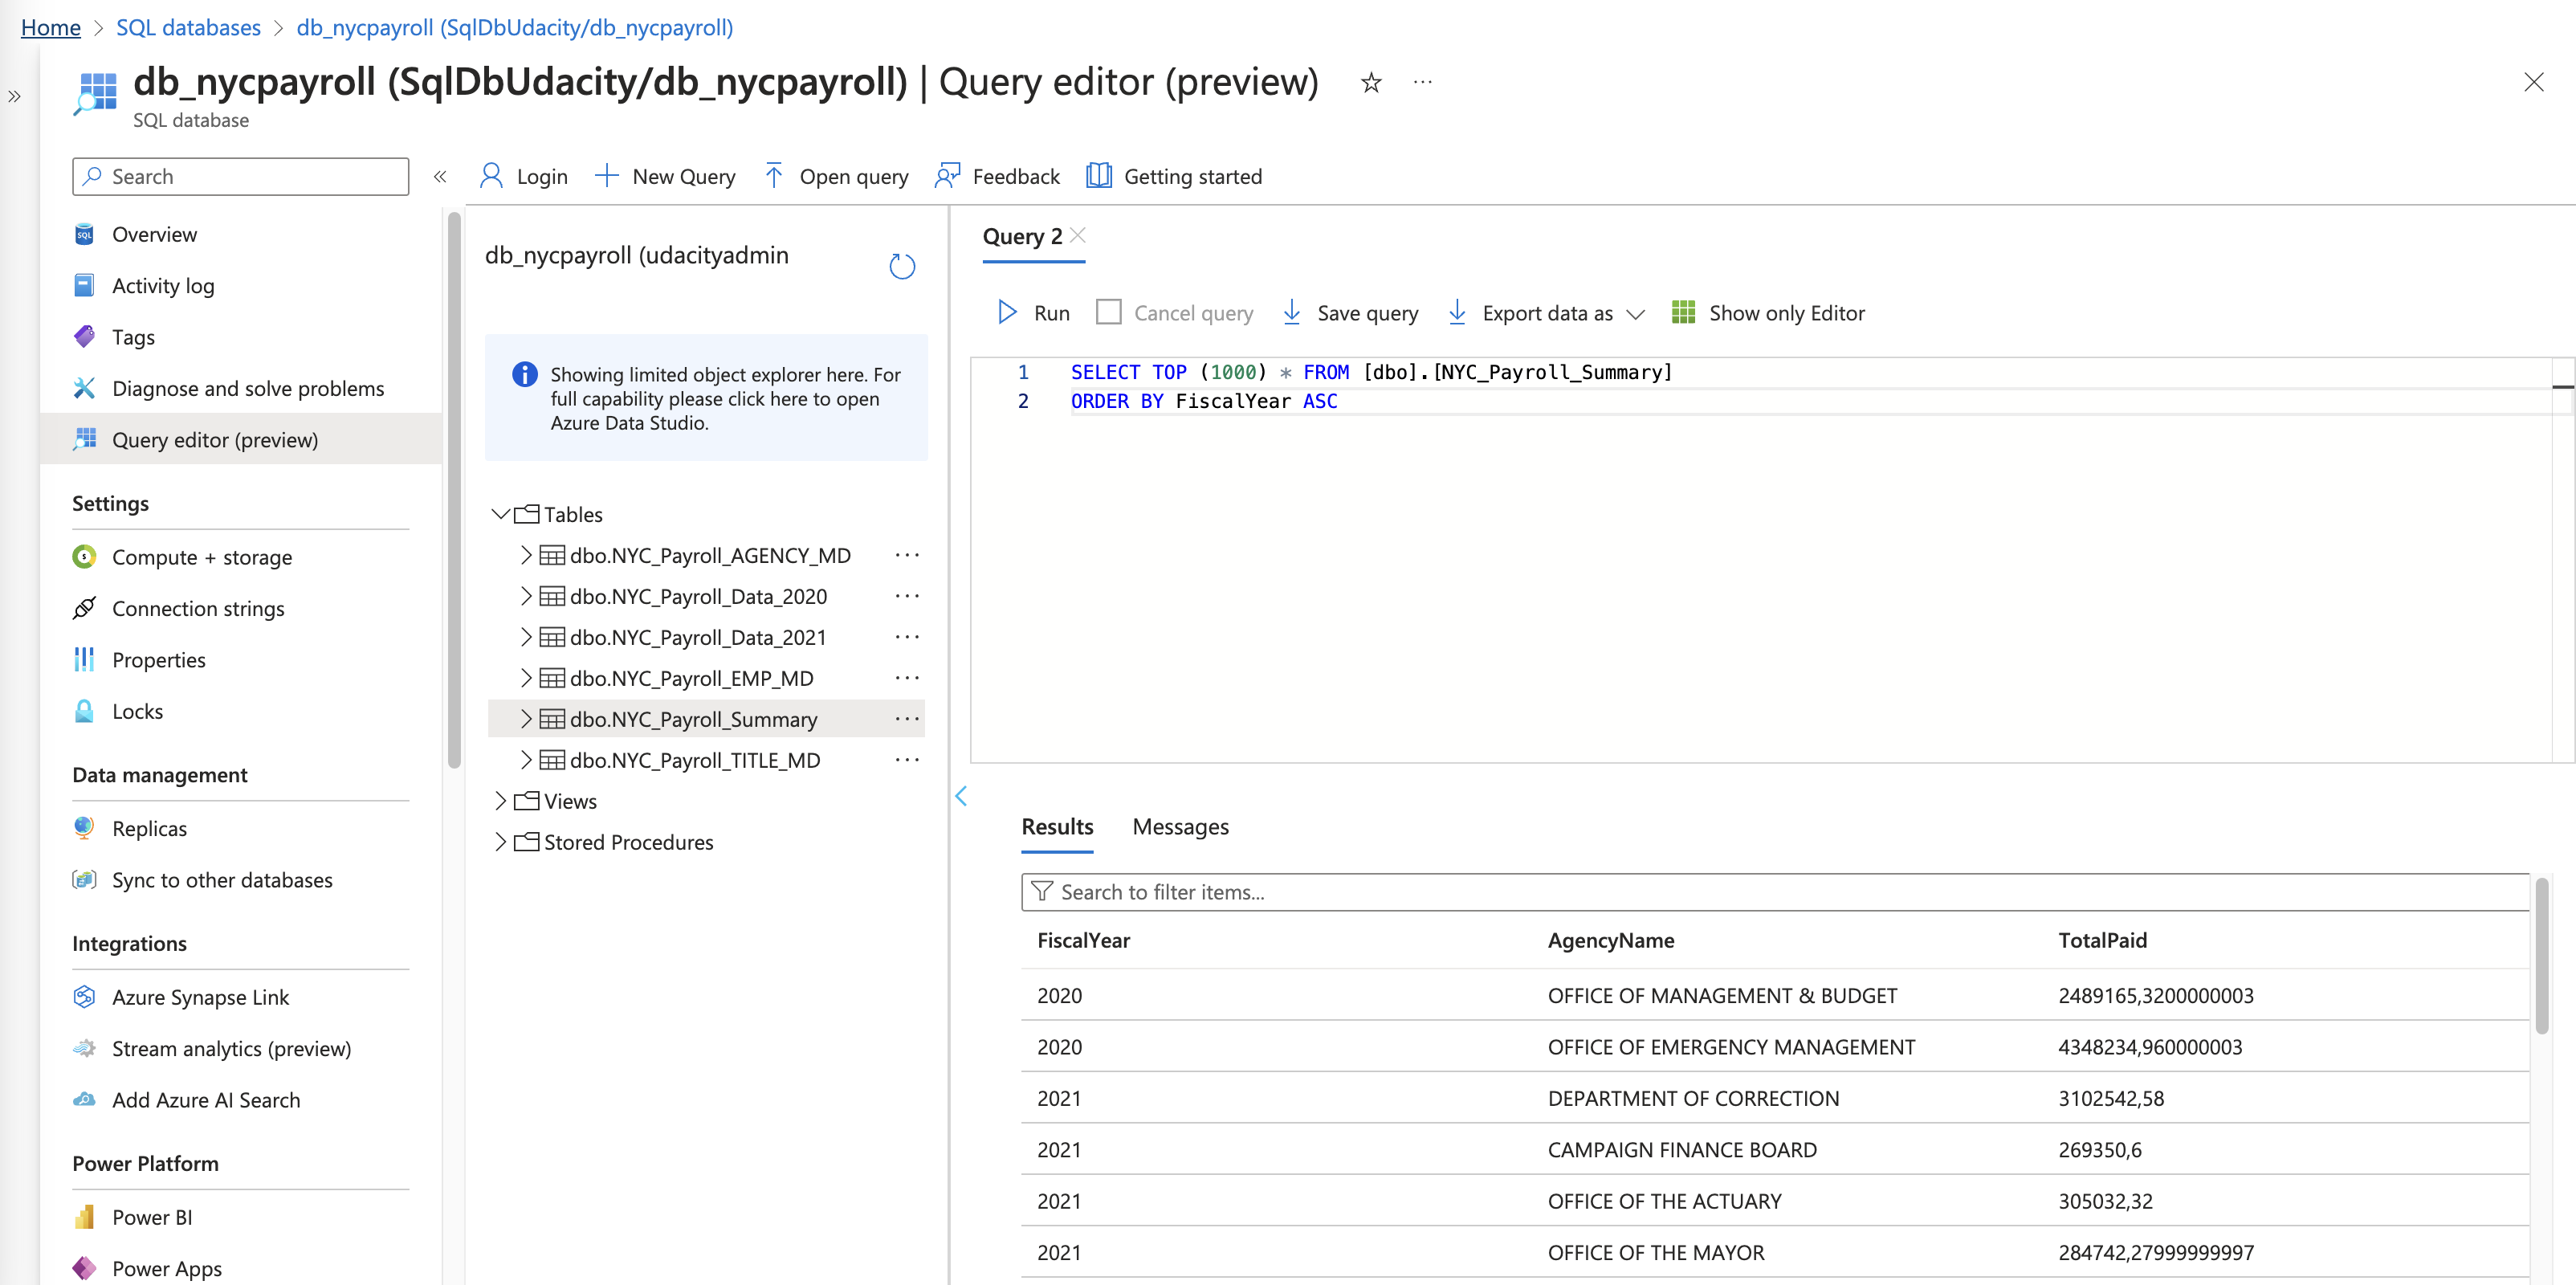 Home > SQL databases > db_nycpayroll (SqlDbUdacity/db_nycpayroll)
db_nycpayroll (SqlDbUdacity/db_nycpayroll) | Query editor (preview)
SQL database
Search
Login
New Query
Open query
Feedback
Getting started
Overview
Activity log
Tags
Diagnose and solve problems
Query editor (preview)
Settings
Compute + storage
Connection strings
Properties
Locks
Data management
Replicas
Sync to other databases
Integrations
Azure Synapse Link
Stream analytics (preview)
Add Azure AI Search
Power Platform
Power BI
Power Apps
db_nycpayroll (udacityadmin
Showing limited object explorer here. For
full capability please click here to open
Azure Data Studio.
Tables
dbo.NYC_Payroll_AGENCY_MD
dbo.NYC_Payroll_Data_2020
dbo.NYC_Payroll_Data_2021
dbo.NYC_Payroll_EMP_MD
dbo.NYC_Payroll_Summary
dbo.NYC_Payroll_TITLE_MD
Views
Stored Procedures
Query 2
Run
Cancel query
Save query
Export data as
Show only Editor
1 SELECT TOP (1000) * FROM [dbo].[NYC_Payroll_Summary]
2 ORDER BY FiscalYear ASC
Results Messages
Search to filter items...
FiscalYear AgencyName TotalPaid
2020 OFFICE OF MANAGEMENT & BUDGET 2489165,3200000003
2020 OFFICE OF EMERGENCY MANAGEMENT 4348234,960000003
2021 DEPARTMENT OF CORRECTION 3102542,58
2021 CAMPAIGN FINANCE BOARD 269350,6
2021 OFFICE OF THE ACTUARY 305032,32
2021 OFFICE OF THE MAYOR 284742,27999999997